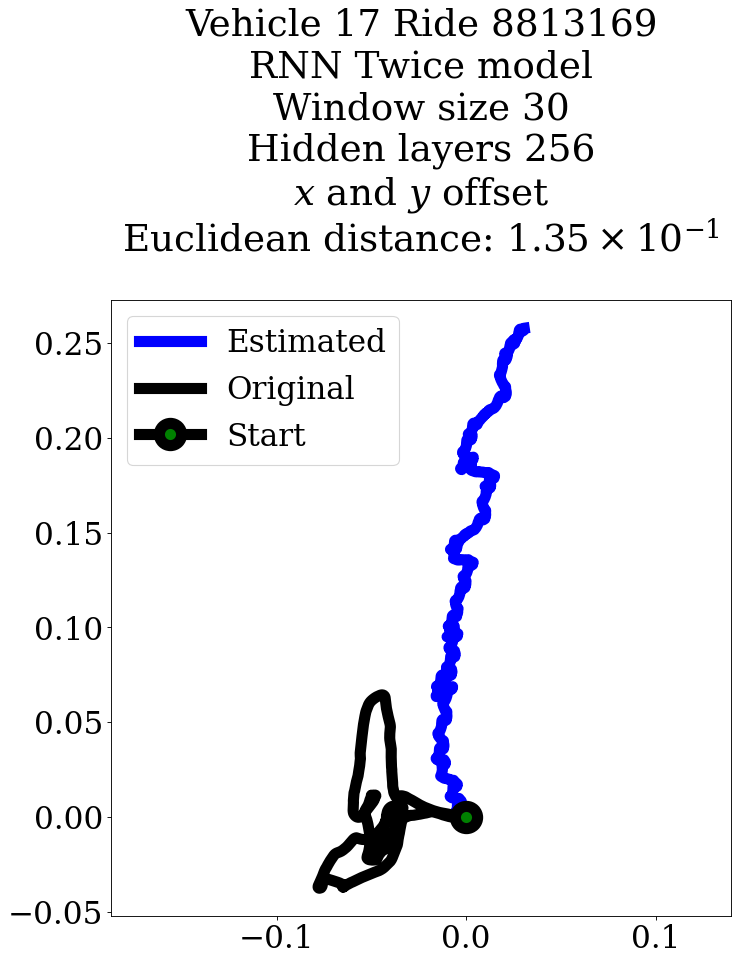 Vehicle 17 Ride 8813169
RNN Twice model
Window size 30
Hidden layers 256
x and y offset
Euclidean distance: 1.35 × 10⁻¹
Estimated
Original
Start
0.25
0.20
0.15
0.10
0.05
0.00
−0.05
−0.1
0.0
0.1